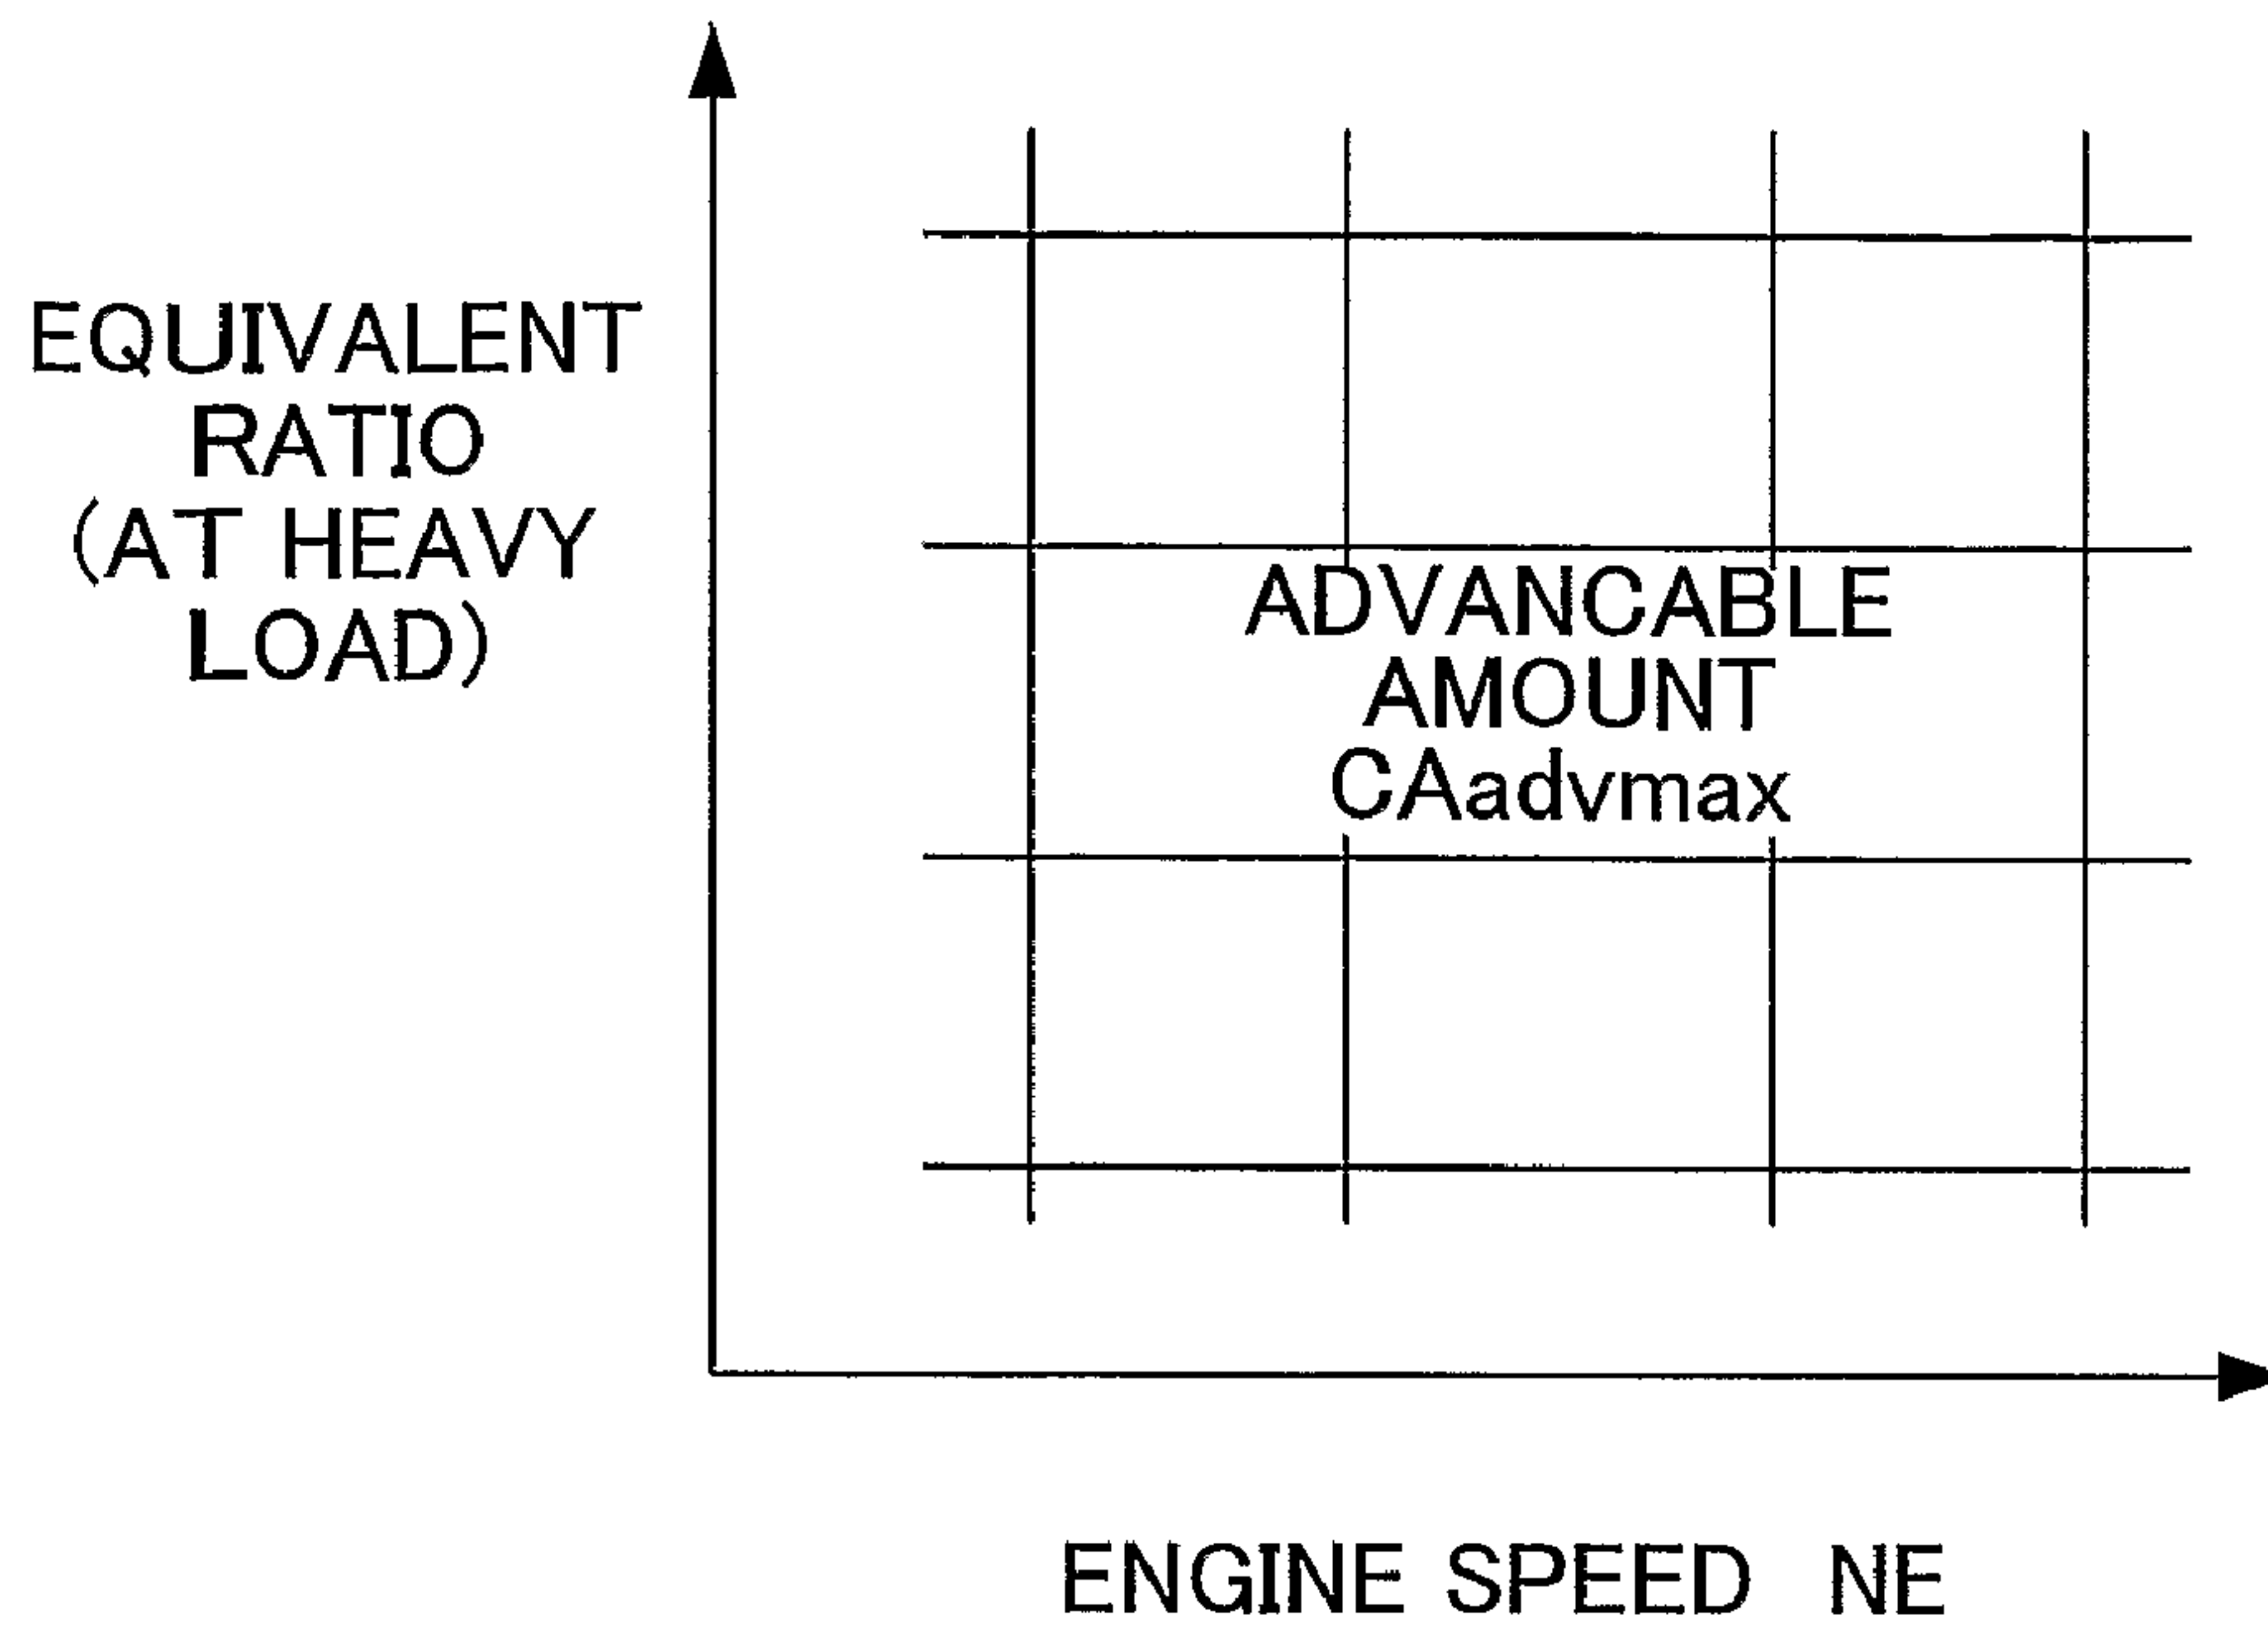 EQUIVALENT
RATIO
(AT HEAVY
LOAD)
ADVANCABLE
AMOUNT
CAadvmax
ENGINE SPEED NE